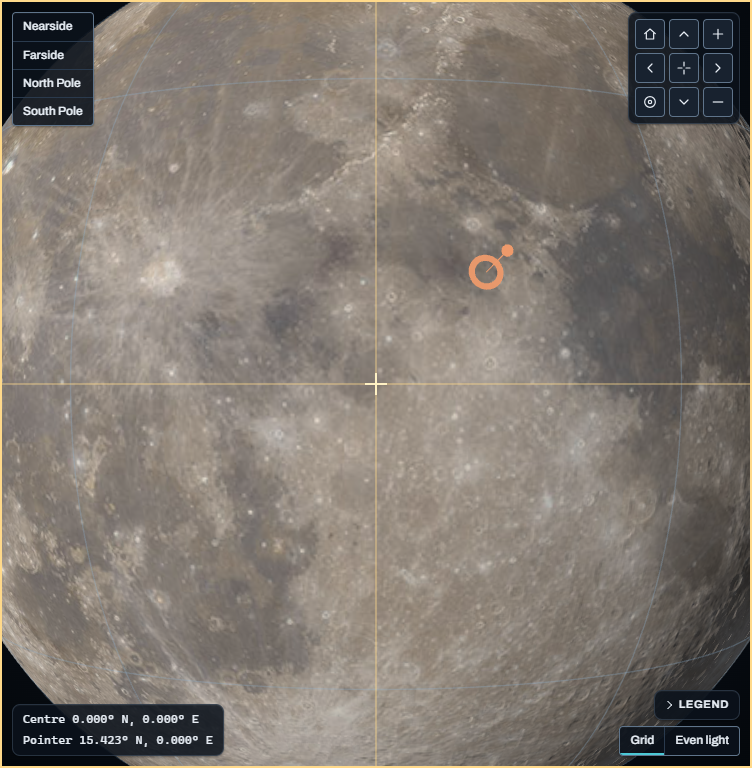 Nearside
Farside
North Pole
South Pole
Centre 0.000° N, 0.000° E
Pointer 15.423° N, 0.000° E
LEGEND
Grid
Even light